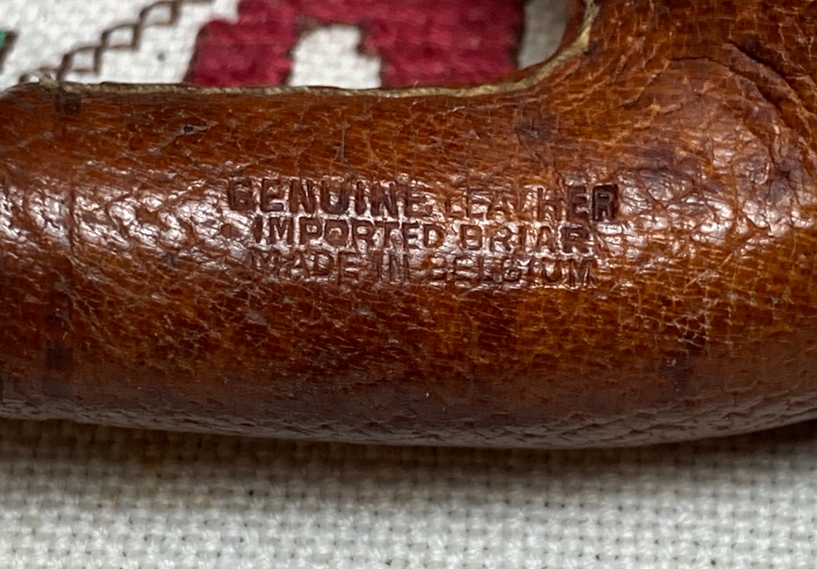 GENUINE LEATHER
IMPORTED BRIAR
MADE IN BELGIUM